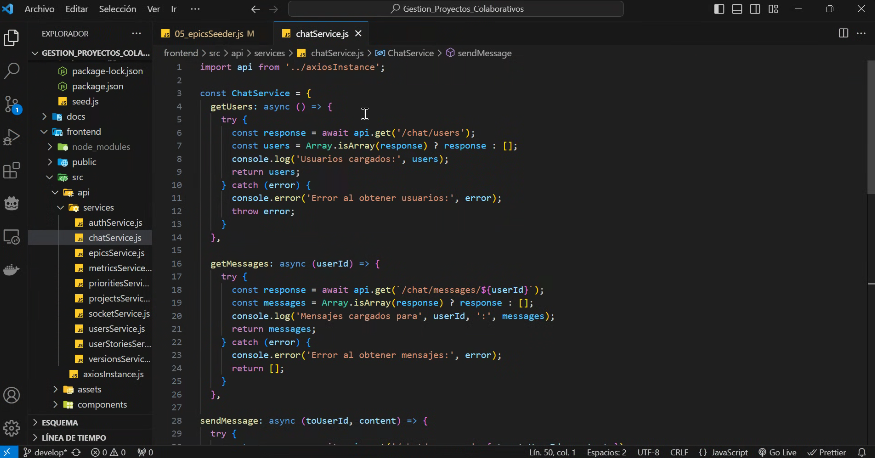 Archivo Editar Selección Ver Ir ··· Gestion_Proyectos_Colaborativos
EXPLORADOR ···
05_epicsSeeder.js M chatService.js
GESTION_PROYECTOS_COLA...
frontend > src > api > services > chatService.js > ChatService > sendMessage
package-lock.json
package.json
seed.js
docs
frontend
node_modules
public
src
api
services
authService.js
chatService.js
epicsService.js
metricsService...
prioritiesServi...
projectsServic...
socketService.js
usersService.js
userStoriesSer...
versionsServic...
axiosInstance.js
assets
components
ESQUEMA
LÍNEA DE TIEMPO
1
1 import api from '../axiosInstance';
2
3 const ChatService = {
4 getUsers: async () => {
5 try {
6 const response = await api.get('/chat/users');
7 const users = Array.isArray(response) ? response : [];
8 console.log('Usuarios cargados:', users);
9 return users;
10 } catch (error) {
11 console.error('Error al obtener usuarios:', error);
12 throw error;
13 }
14 },
15
16 getMessages: async (userId) => {
17 try {
18 const response = await api.get(`/chat/messages/${userId}`);
19 const messages = Array.isArray(response) ? response : [];
20 console.log('Mensajes cargados para', userId, ':', messages);
21 return messages;
22 } catch (error) {
23 console.error('Error al obtener mensajes:', error);
24 return [];
25 }
26 },
27
28 sendMessage: async (toUserId, content) => {
29 try {
develop* 0 0 0 Lín. 50, col. 1 Espacios: 2 UTF-8 CRLF {} JavaScript Go Live Prettier